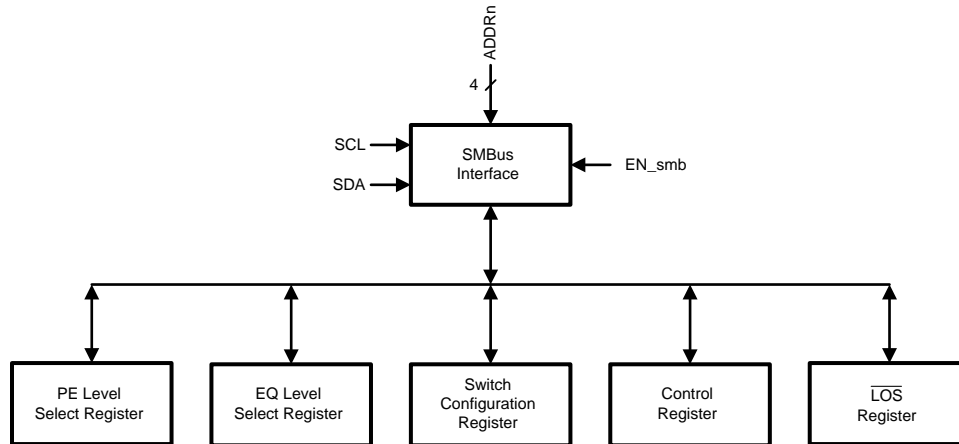 ADDRn
4
SCL
SDA
SMBus
Interface
EN_smb
PE Level
Select Register
EQ Level
Select Register
Switch
Configuration
Register
Control
Register
L̅O̅S̅
Register